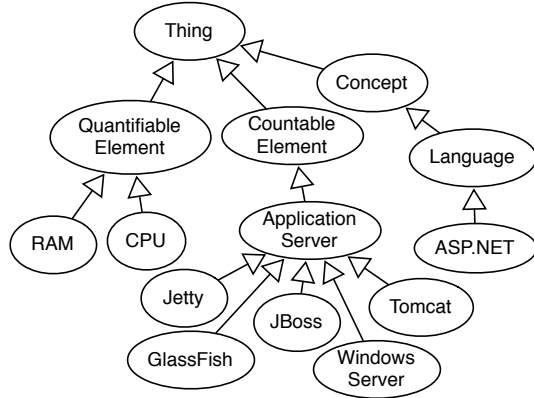 Thing
Concept
Quantifiable
Element
Countable
Element
Language
RAM
CPU
Application
Server
ASP.NET
Jetty
Tomcat
JBoss
GlassFish
Windows
Server